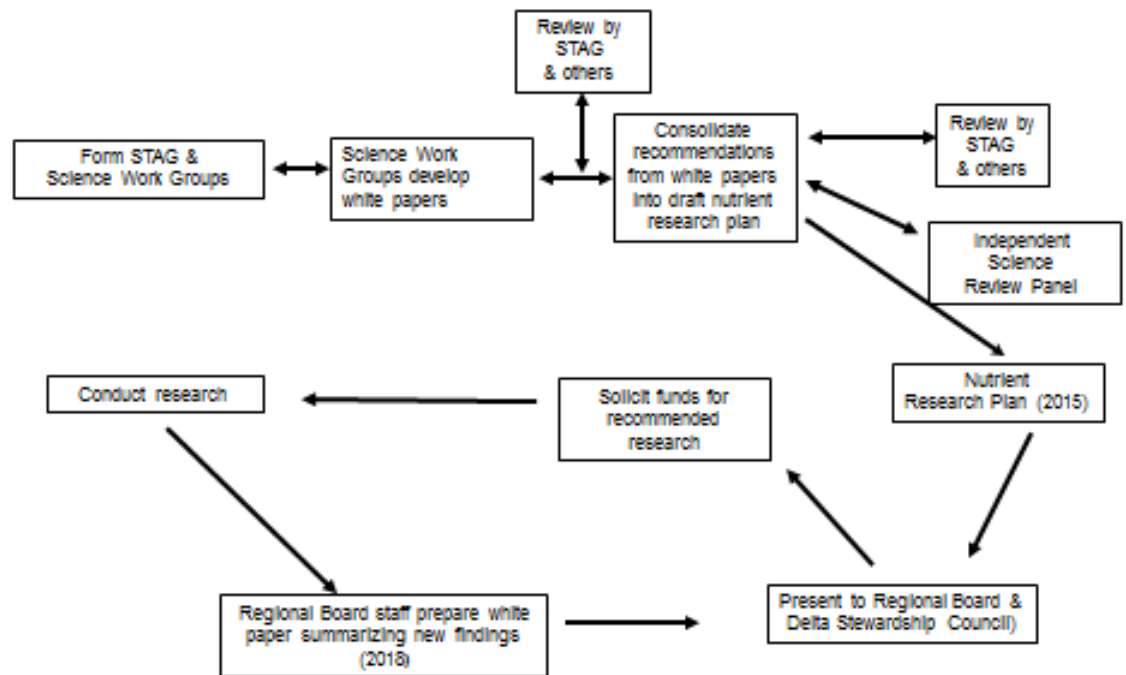 Review by
STAG
& others
Form STAG &
Science Work Groups
Science Work
Groups develop
white papers
Consolidate
recommendations
from white papers
into draft nutrient
research plan
Review by
STAG
& others
Independent
Science
Review Panel
Conduct research
Solicit funds for
recommended
research
Nutrient
Research Plan (2015)
Regional Board staff prepare white
paper summarizing new findings
(2018)
Present to Regional Board &
Delta Stewardship Council)